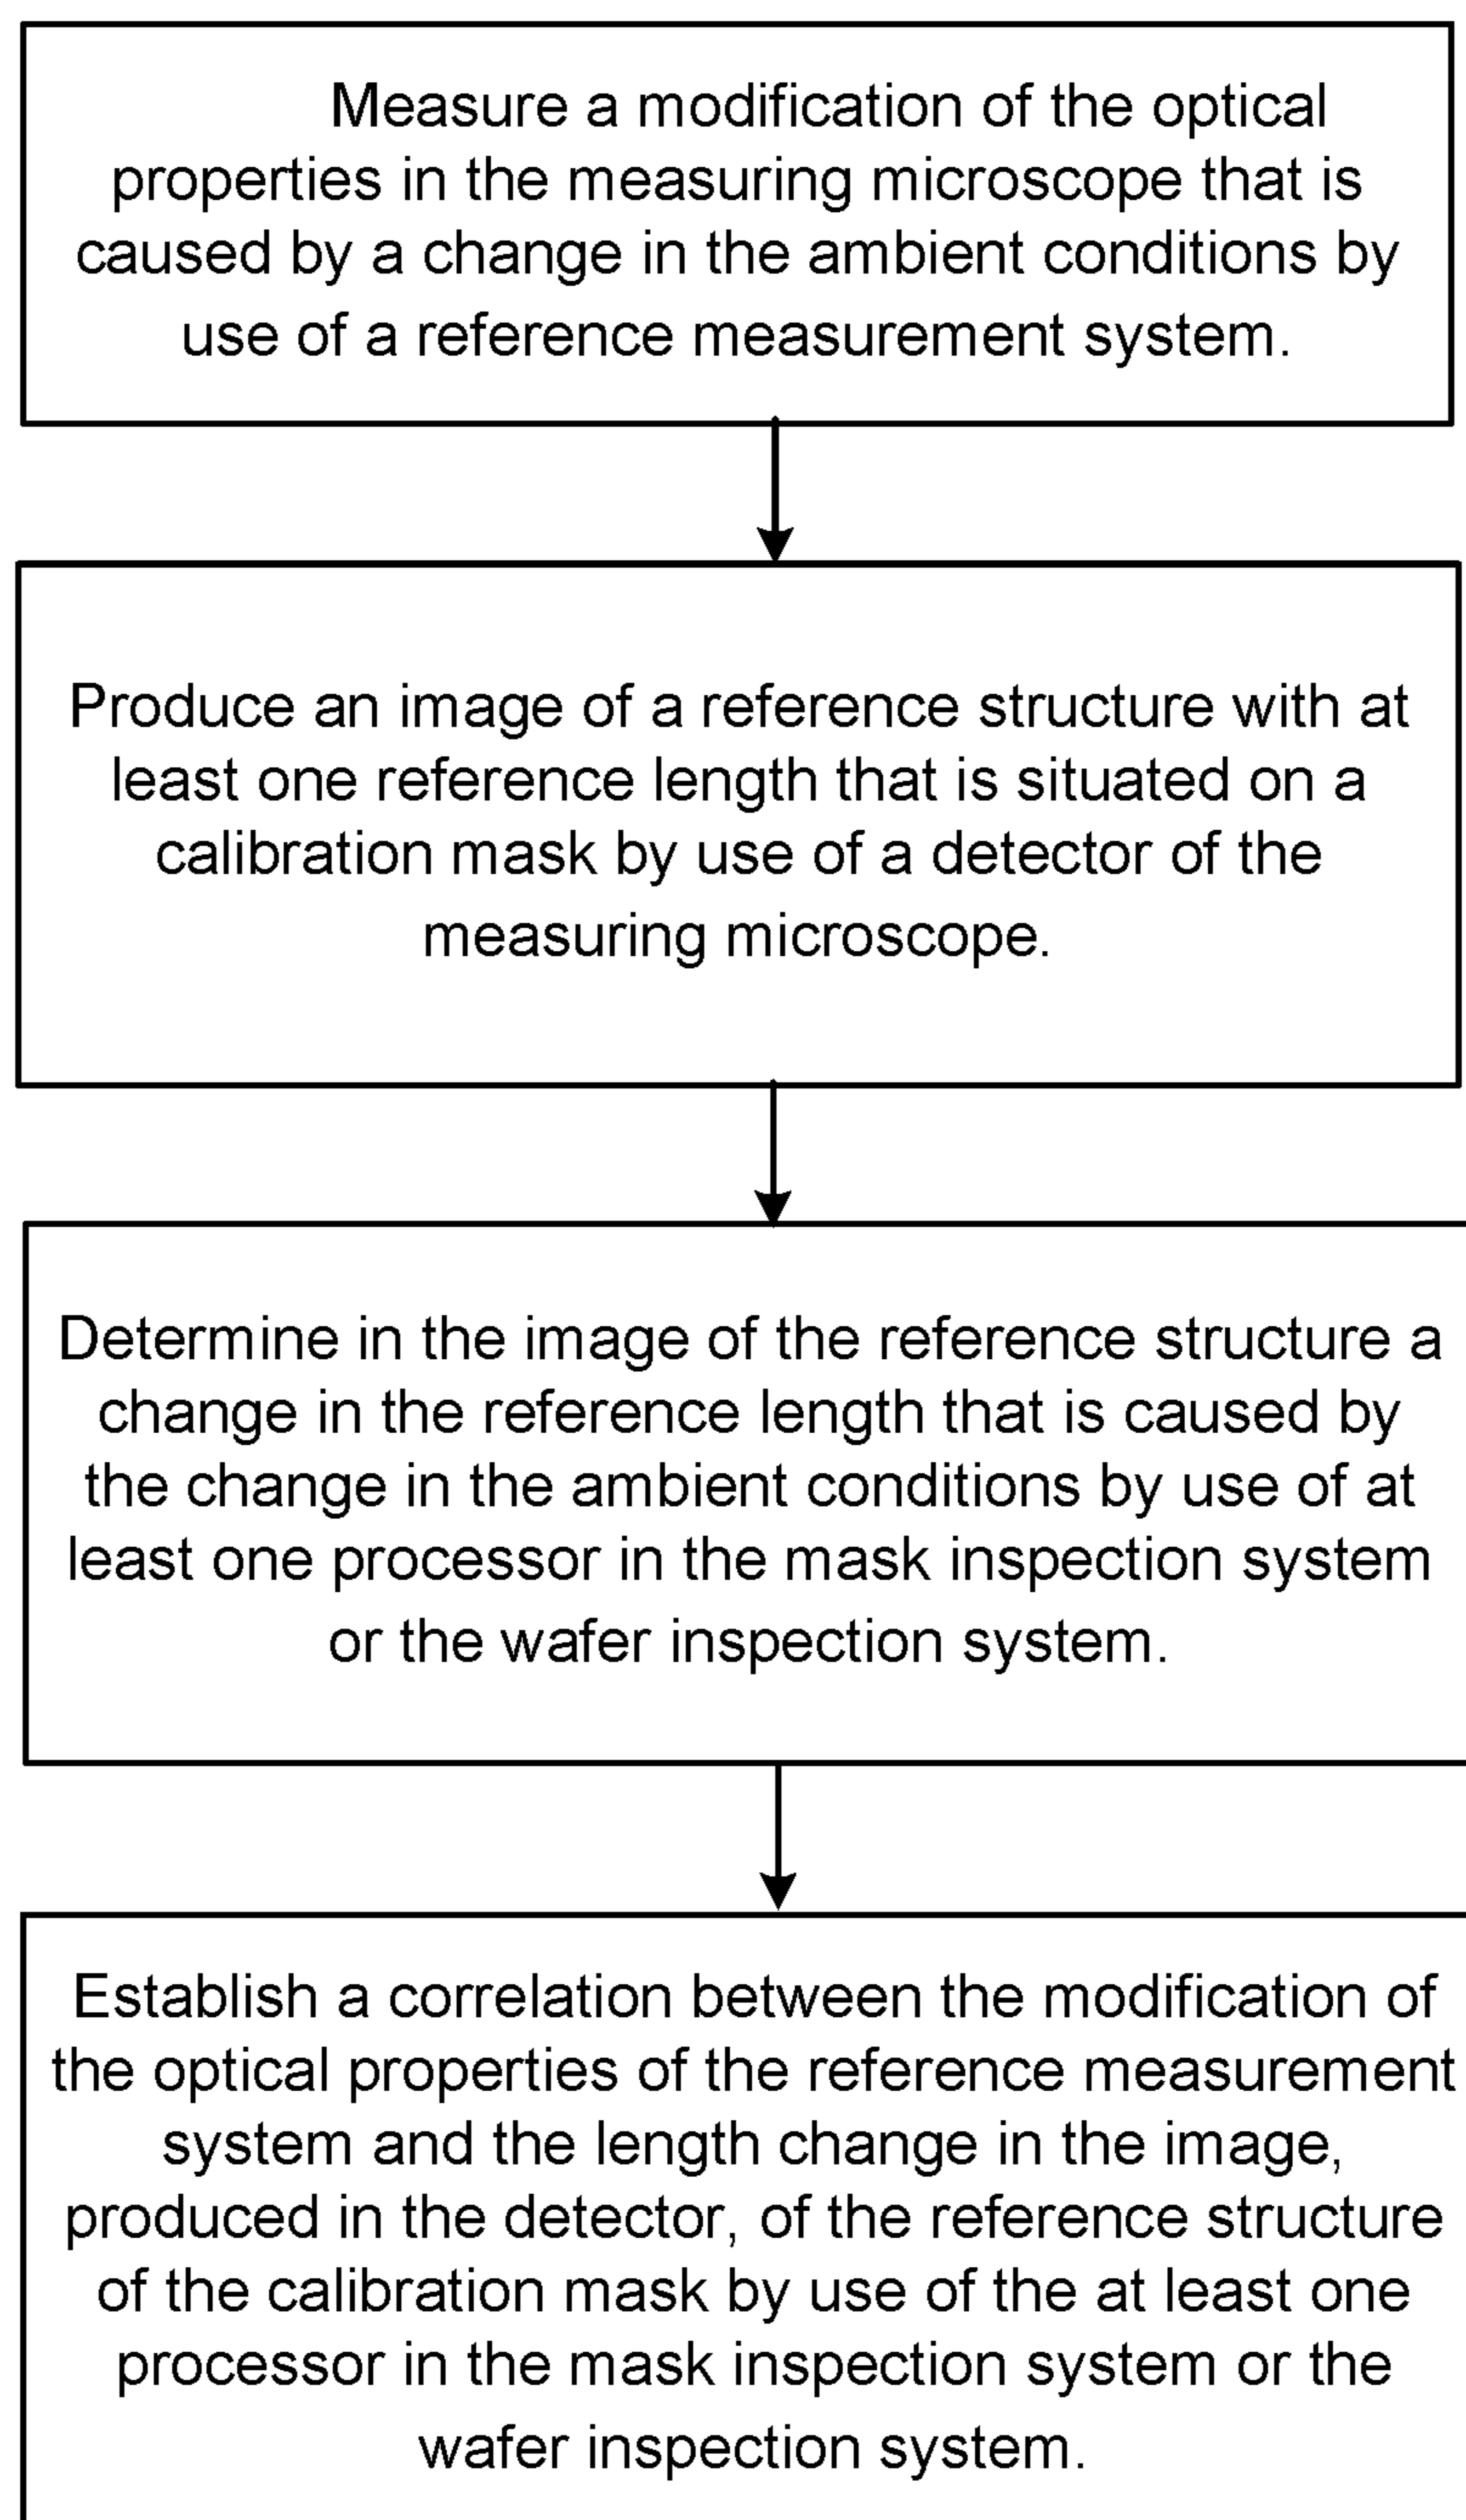 Measure a modification of the optical
properties in the measuring microscope that is
caused by a change in the ambient conditions by
use of a reference measurement system.
Produce an image of a reference structure with at
least one reference length that is situated on a
calibration mask by use of a detector of the
measuring microscope.
Determine in the image of the reference structure a
change in the reference length that is caused by
the change in the ambient conditions by use of at
least one processor in the mask inspection system
or the wafer inspection system.
Establish a correlation between the modification of
the optical properties of the reference measurement
system and the length change in the image,
produced in the detector, of the reference structure
of the calibration mask by use of the at least one
processor in the mask inspection system or the
wafer inspection system.